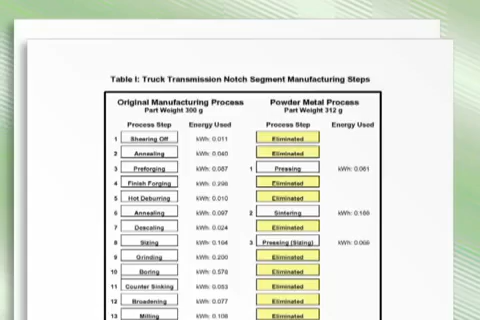 Table I: Truck Transmission Notch Segment Manufacturing Steps
Original Manufacturing Process Powder Metal Process
Part Weight 300 g Part Weight 312 g
Process Step Energy Used Process Step Energy Used
1 Shearing Off kWh: 0.011 Eliminated
2 Annealing kWh: 0.040 Eliminated
3 Preforging kWh: 0.087 1 Pressing kWh: 0.061
4 Finish Forging kWh: Eliminated
5 Hot Deburring kWh: 0.010 Eliminated
6 Annealing kWh: 0.097 2 Sintering kWh:
7 Descaling kWh: 0.024 Eliminated
8 Sizing kWh: 0.104 3 Pressing (Sizing) kWh: 0.066
9 Grinding kWh: 0.200 Eliminated
10 Boring kWh: 0.578 Eliminated
11 Counter Sinking kWh: 0.053 Eliminated
12 Broadening kWh: 0.077 Eliminated
13 Milling kWh: 0.108 Eliminated